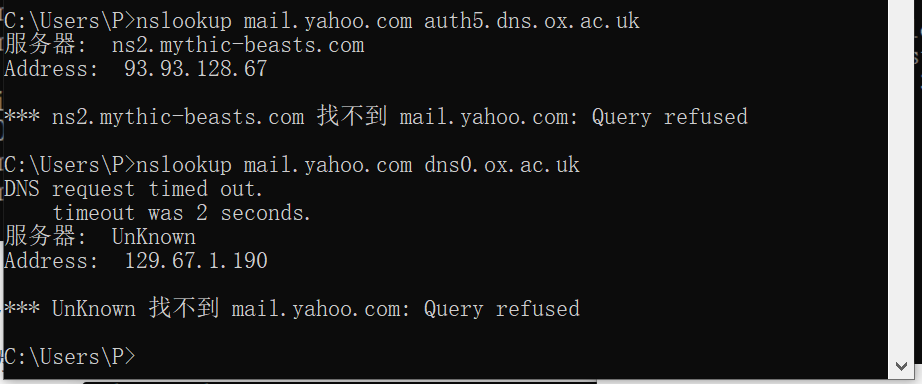 C:\Users\P>nslookup mail.yahoo.com auth5.dns.ox.ac.uk
服务器:  ns2.mythic-beasts.com
Address:  93.93.128.67
*** ns2.mythic-beasts.com 找不到 mail.yahoo.com: Query refused
C:\Users\P>nslookup mail.yahoo.com dns0.ox.ac.uk
DNS request timed out.
    timeout was 2 seconds.
服务器:  UnKnown
Address:  129.67.1.190
*** UnKnown 找不到 mail.yahoo.com: Query refused
C:\Users\P>